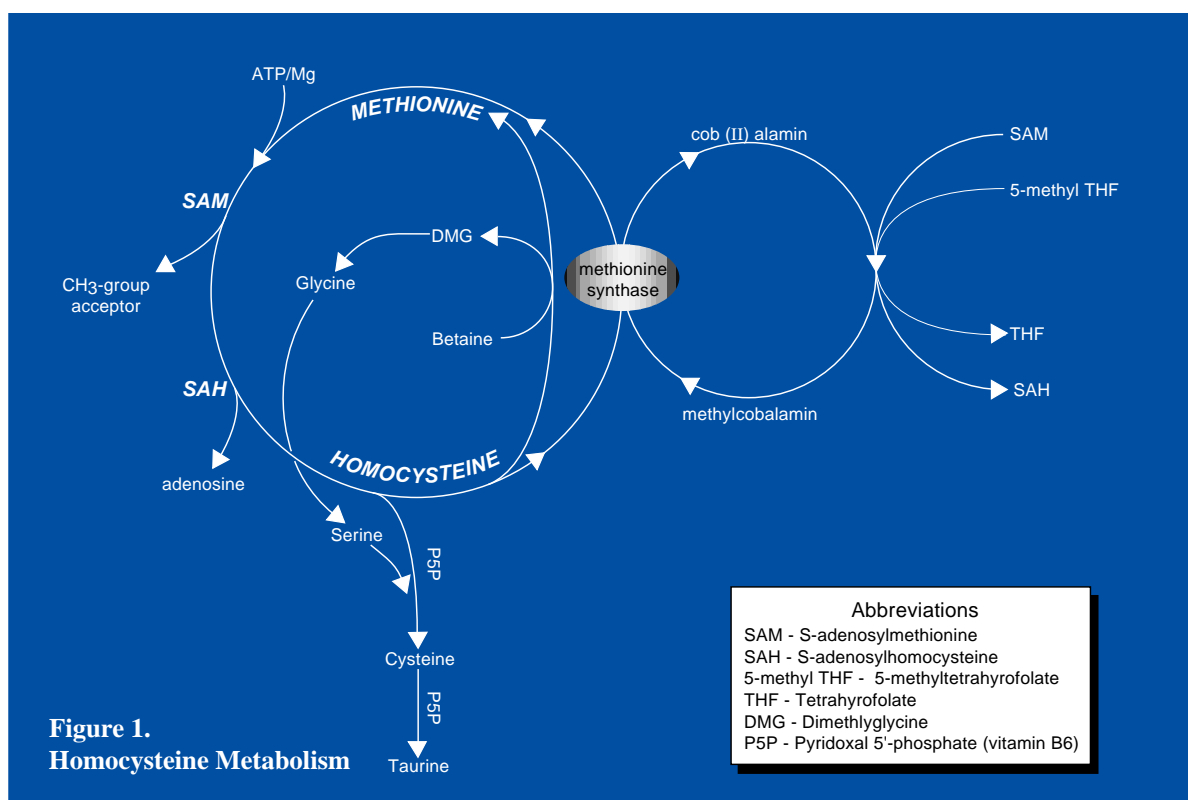 ATP/Mg
METHIONINE
cob (II) alamin
SAM
5-methyl THF
SAM
DMG
methionine
synthase
CH3-group
acceptor
Glycine
Betaine
THF
SAH
SAH
methylcobalamin
HOMOCYSTEINE
adenosine
Serine
P5P
Cysteine
P5P
Taurine
Abbreviations
SAM - S-adenosylmethionine
SAH - S-adenosylhomocysteine
5-methyl THF - 5-methyltetrahyrofolate
THF - Tetrahyrofolate
DMG - Dimethlyglycine
P5P - Pyridoxal 5'-phosphate (vitamin B6)
Figure 1.
Homocysteine Metabolism